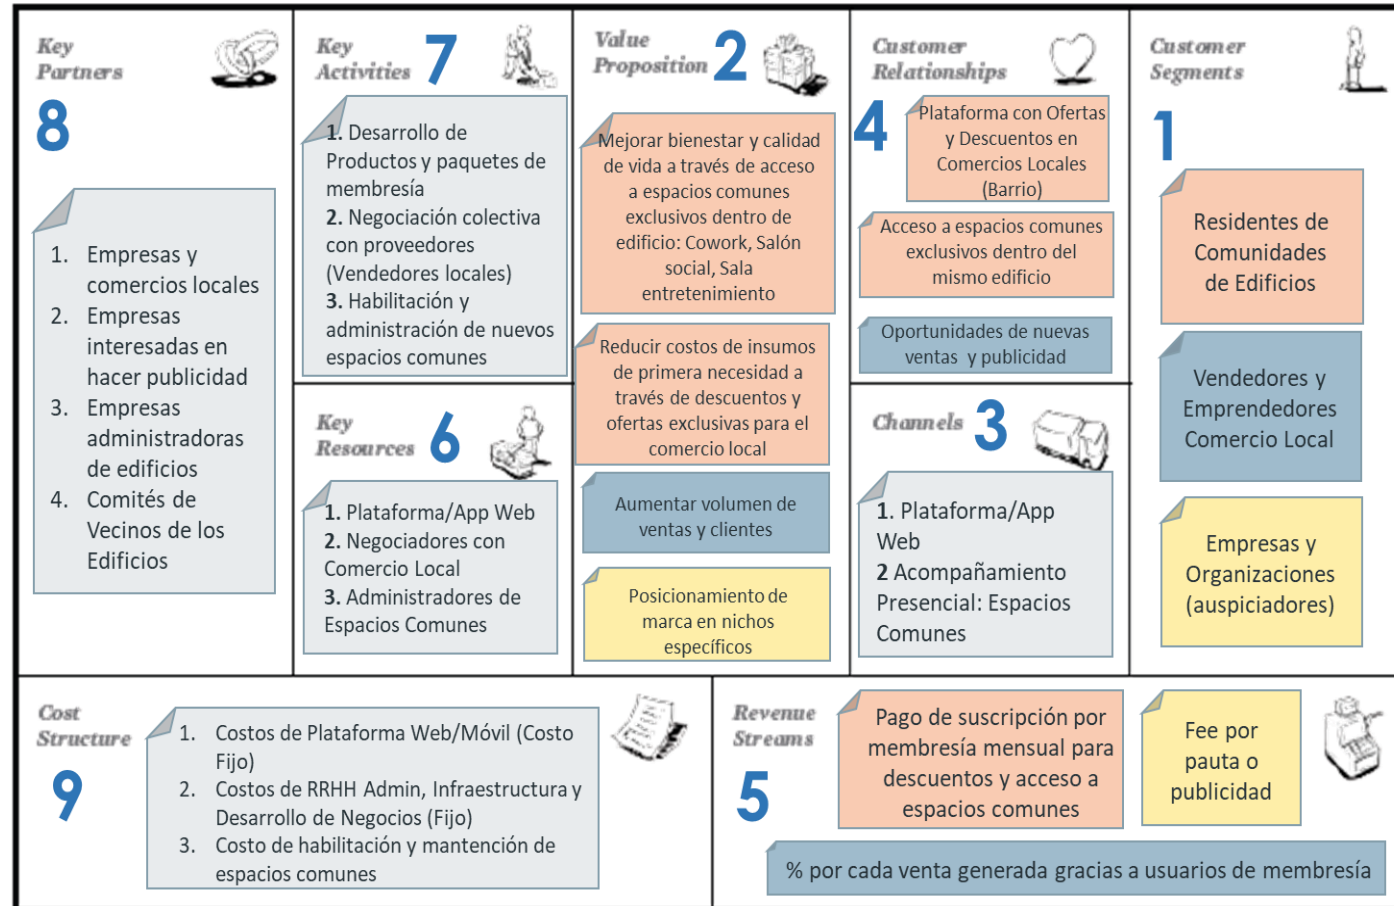 Key
Partners
8
1. Empresas y
comercios locales
2. Empresas
interesadas en
hacer publicidad
3. Empresas
administradoras
de edificios
4. Comités de
Vecinos de los
Edificios
Key
Activities 7
1. Desarrollo de
Productos y paquetes de
membresía
2. Negociación colectiva
con proveedores
(Vendedores locales)
3. Habilitación y
administración de nuevos
espacios comunes
Key
Resources 6
1. Plataforma/App Web
2. Negociadores con
Comercio Local
3. Administradores de
Espacios Comunes
Value
Proposition 2
Mejorar bienestar y calidad
de vida a través de acceso
a espacios comunes
exclusivos dentro de
edificio: Cowork, Salón
social, Sala
entretenimiento
Reducir costos de insumos
de primera necesidad a
través de descuentos y
ofertas exclusivas para el
comercio local
Aumentar volumen de
ventas y clientes
Posicionamiento de
marca en nichos
específicos
Customer
Relationships
4
Plataforma con Ofertas
y Descuentos en
Comercios Locales
(Barrio)
Acceso a espacios comunes
exclusivos dentro del
mismo edificio
Oportunidades de nuevas
ventas y publicidad
Channels 3
1. Plataforma/App
Web
2 Acompañamiento
Presencial: Espacios
Comunes
Customer
Segments
1
Residentes de
Comunidades
de Edificios
Vendedores y
Emprendedores
Comercio Local
Empresas y
Organizaciones
(auspiciadores)
Cost
Structure
9
1. Costos de Plataforma Web/Móvil (Costo
Fijo)
2. Costos de RRHH Admin, Infraestructura y
Desarrollo de Negocios (Fijo)
3. Costo de habilitación y mantención de
espacios comunes
Revenue
Streams
5
Pago de suscripción por
membresía mensual para
descuentos y acceso a
espacios comunes
Fee por
pauta o
publicidad
% por cada venta generada gracias a usuarios de membresía